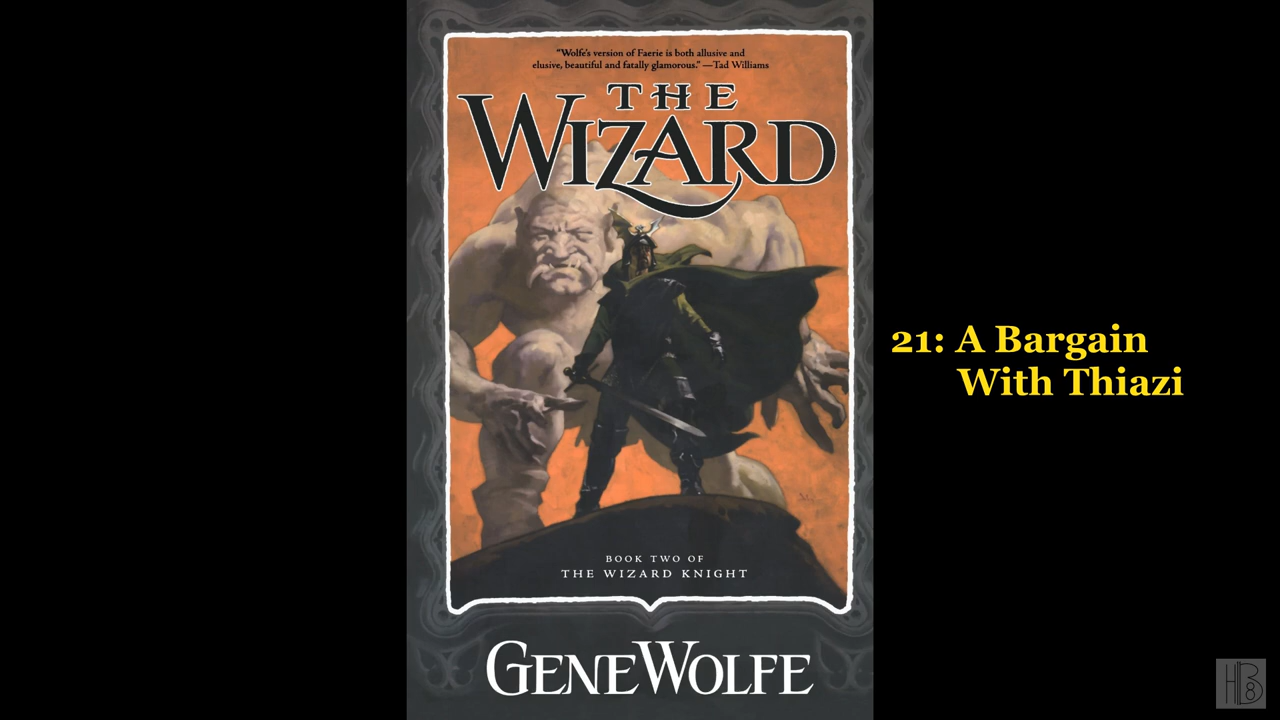 “Wolfe’s version of Faerie is both allusive and
elusive, beautiful and fatally glamorous.” —Tad Williams
THE
WIZARD
BOOK TWO OF
THE WIZARD KNIGHT
GENE WOLFE
21: A Bargain
With Thiazi
HB8